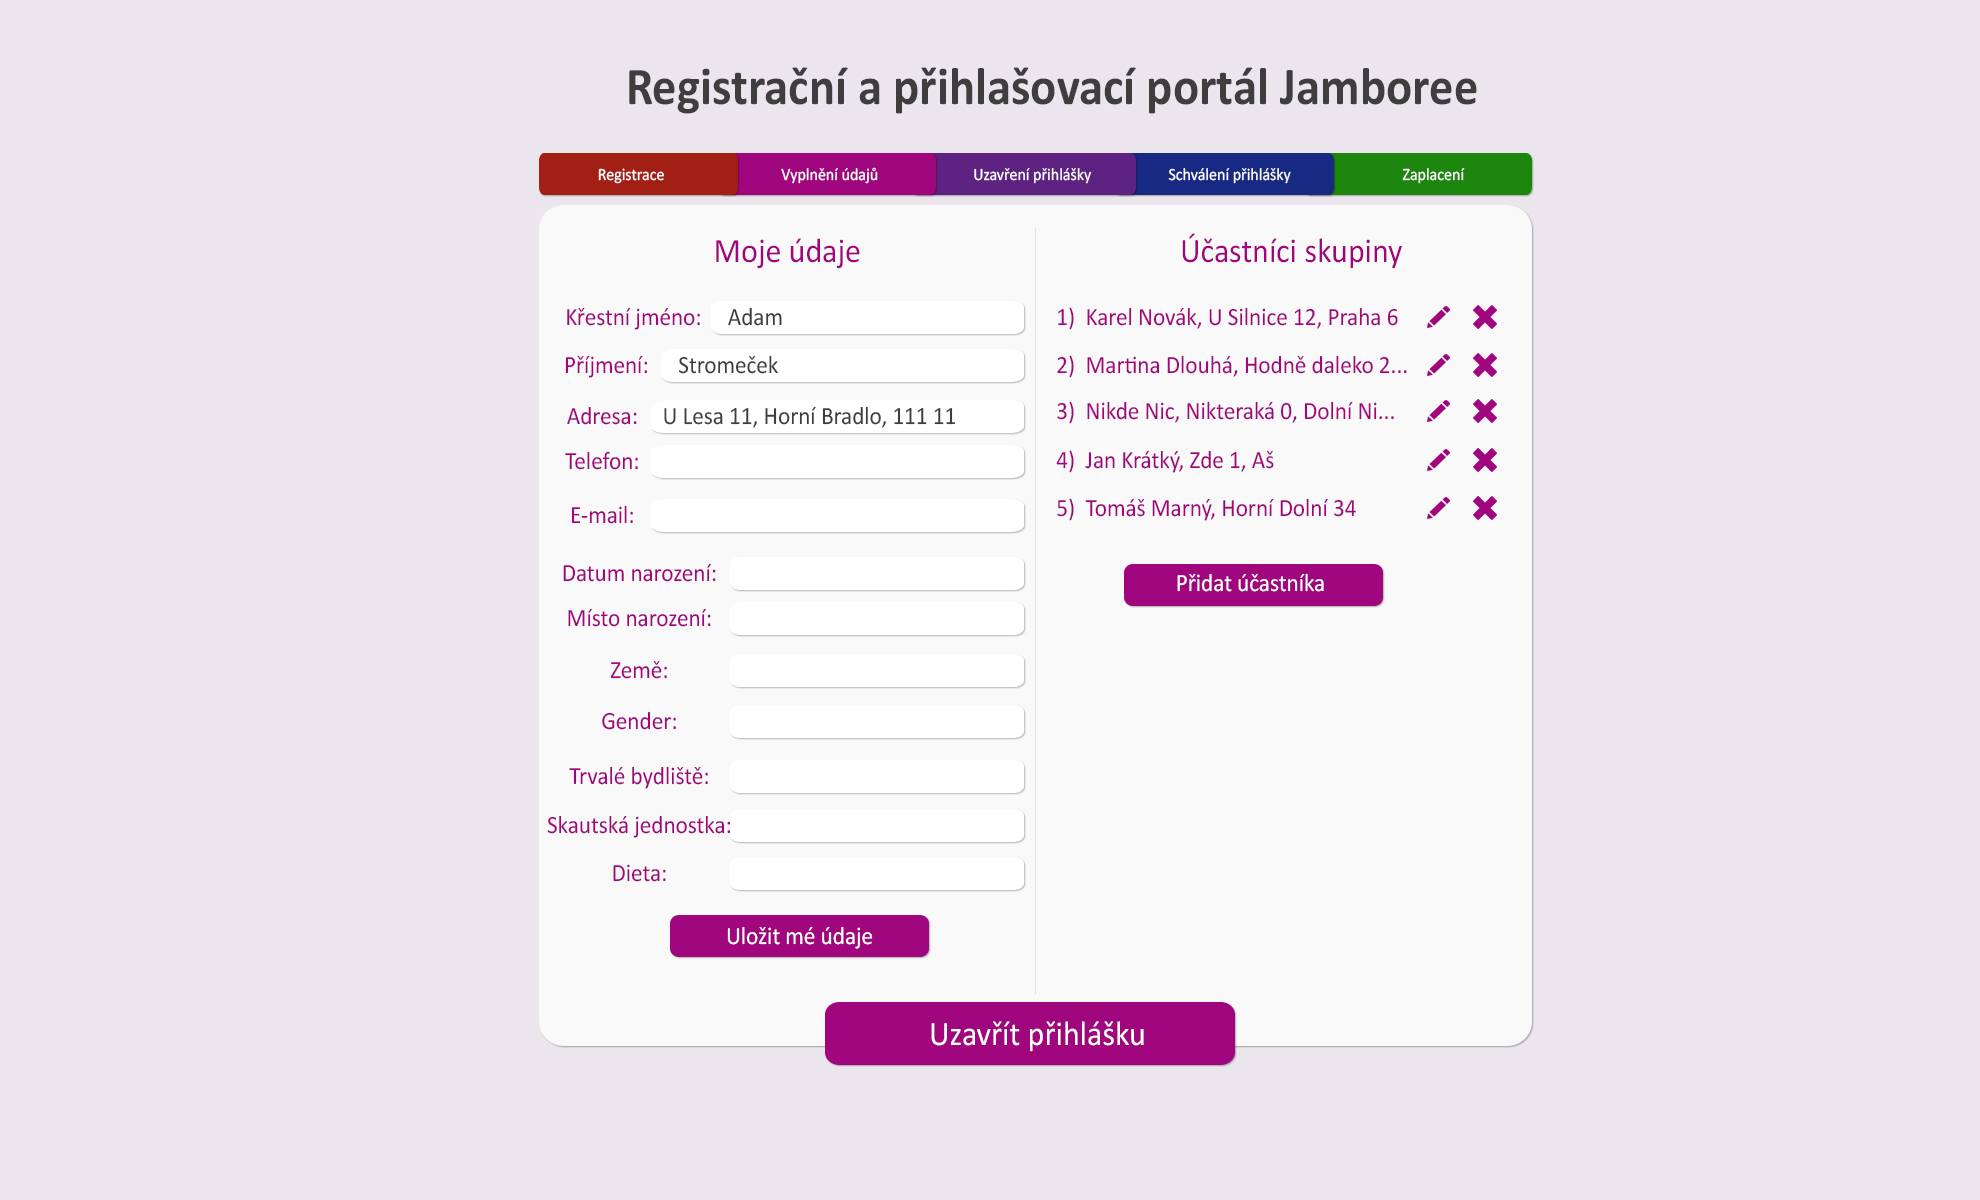 Registrační a přihlašovací portál Jamboree
Registrace
Vyplnění údajů
Uzavření přihlášky
Schválení přihlášky
Zaplacení
Moje údaje
Křestní jméno: Adam
Příjmení: Stromeček
Adresa: U Lesa 11, Horní Bradlo, 111 11
Telefon:
E-mail:
Datum narození:
Místo narození:
Země:
Gender:
Trvalé bydliště:
Skautská jednostka:
Dieta:
Uložit mé údaje
Účastníci skupiny
1) Karel Novák, U Silnice 12, Praha 6
2) Martina Dlouhá, Hodně daleko 2...
3) Nikde Nic, Nikteraká 0, Dolní Ni...
4) Jan Krátký, Zde 1, Aš
5) Tomáš Marný, Horní Dolní 34
Přidat účastníka
Uzavřít přihlášku